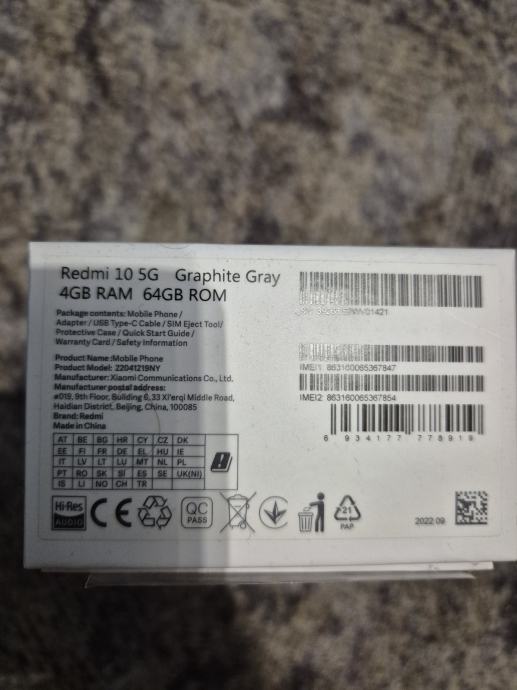 Redmi 10 5G Graphite Gray
4GB RAM 64GB ROM
Package contents: Mobile Phone /
Adapter / USB Type-C Cable / SIM Eject Tool/
Protective Case / Quick Start Guide /
Warranty Card / Safety Information
Product Name:Mobile Phone
Product Model: 22041219NY
Manufacturer: Xiaomi Communications Co., Ltd.
Manufacturer postal address:
#019, 9th Floor, Building 6, 33 Xi'erqi Middle Road,
Haidian District, Beijing, China, 100085
Brand: Redmi
Made in China
AT BE BG HR CY CZ DK
EE FI FR DE EL HU IE
IT LV LT LU MT NL PL
PT RO SK SI ES SE UK(NI)
IS LI NO CH TR
Hi-Res
AUDIO
CE
QC
PASS
21
PAP
IMEI1: 863160065367847
IMEI2: 863160065367854
6 934177 778919
2022.09